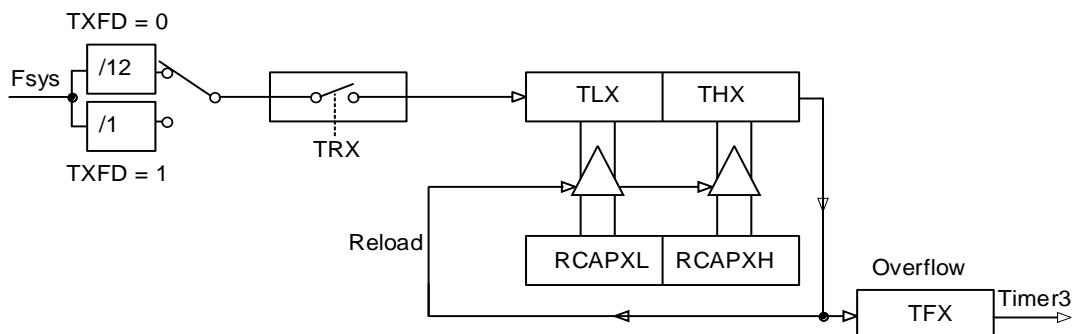 TXFD = 0
Fsys
/12
/1
TXFD = 1
TRX
TLX
THX
Reload
RCAPXL
RCAPXH
Overflow
TFX
Timer3